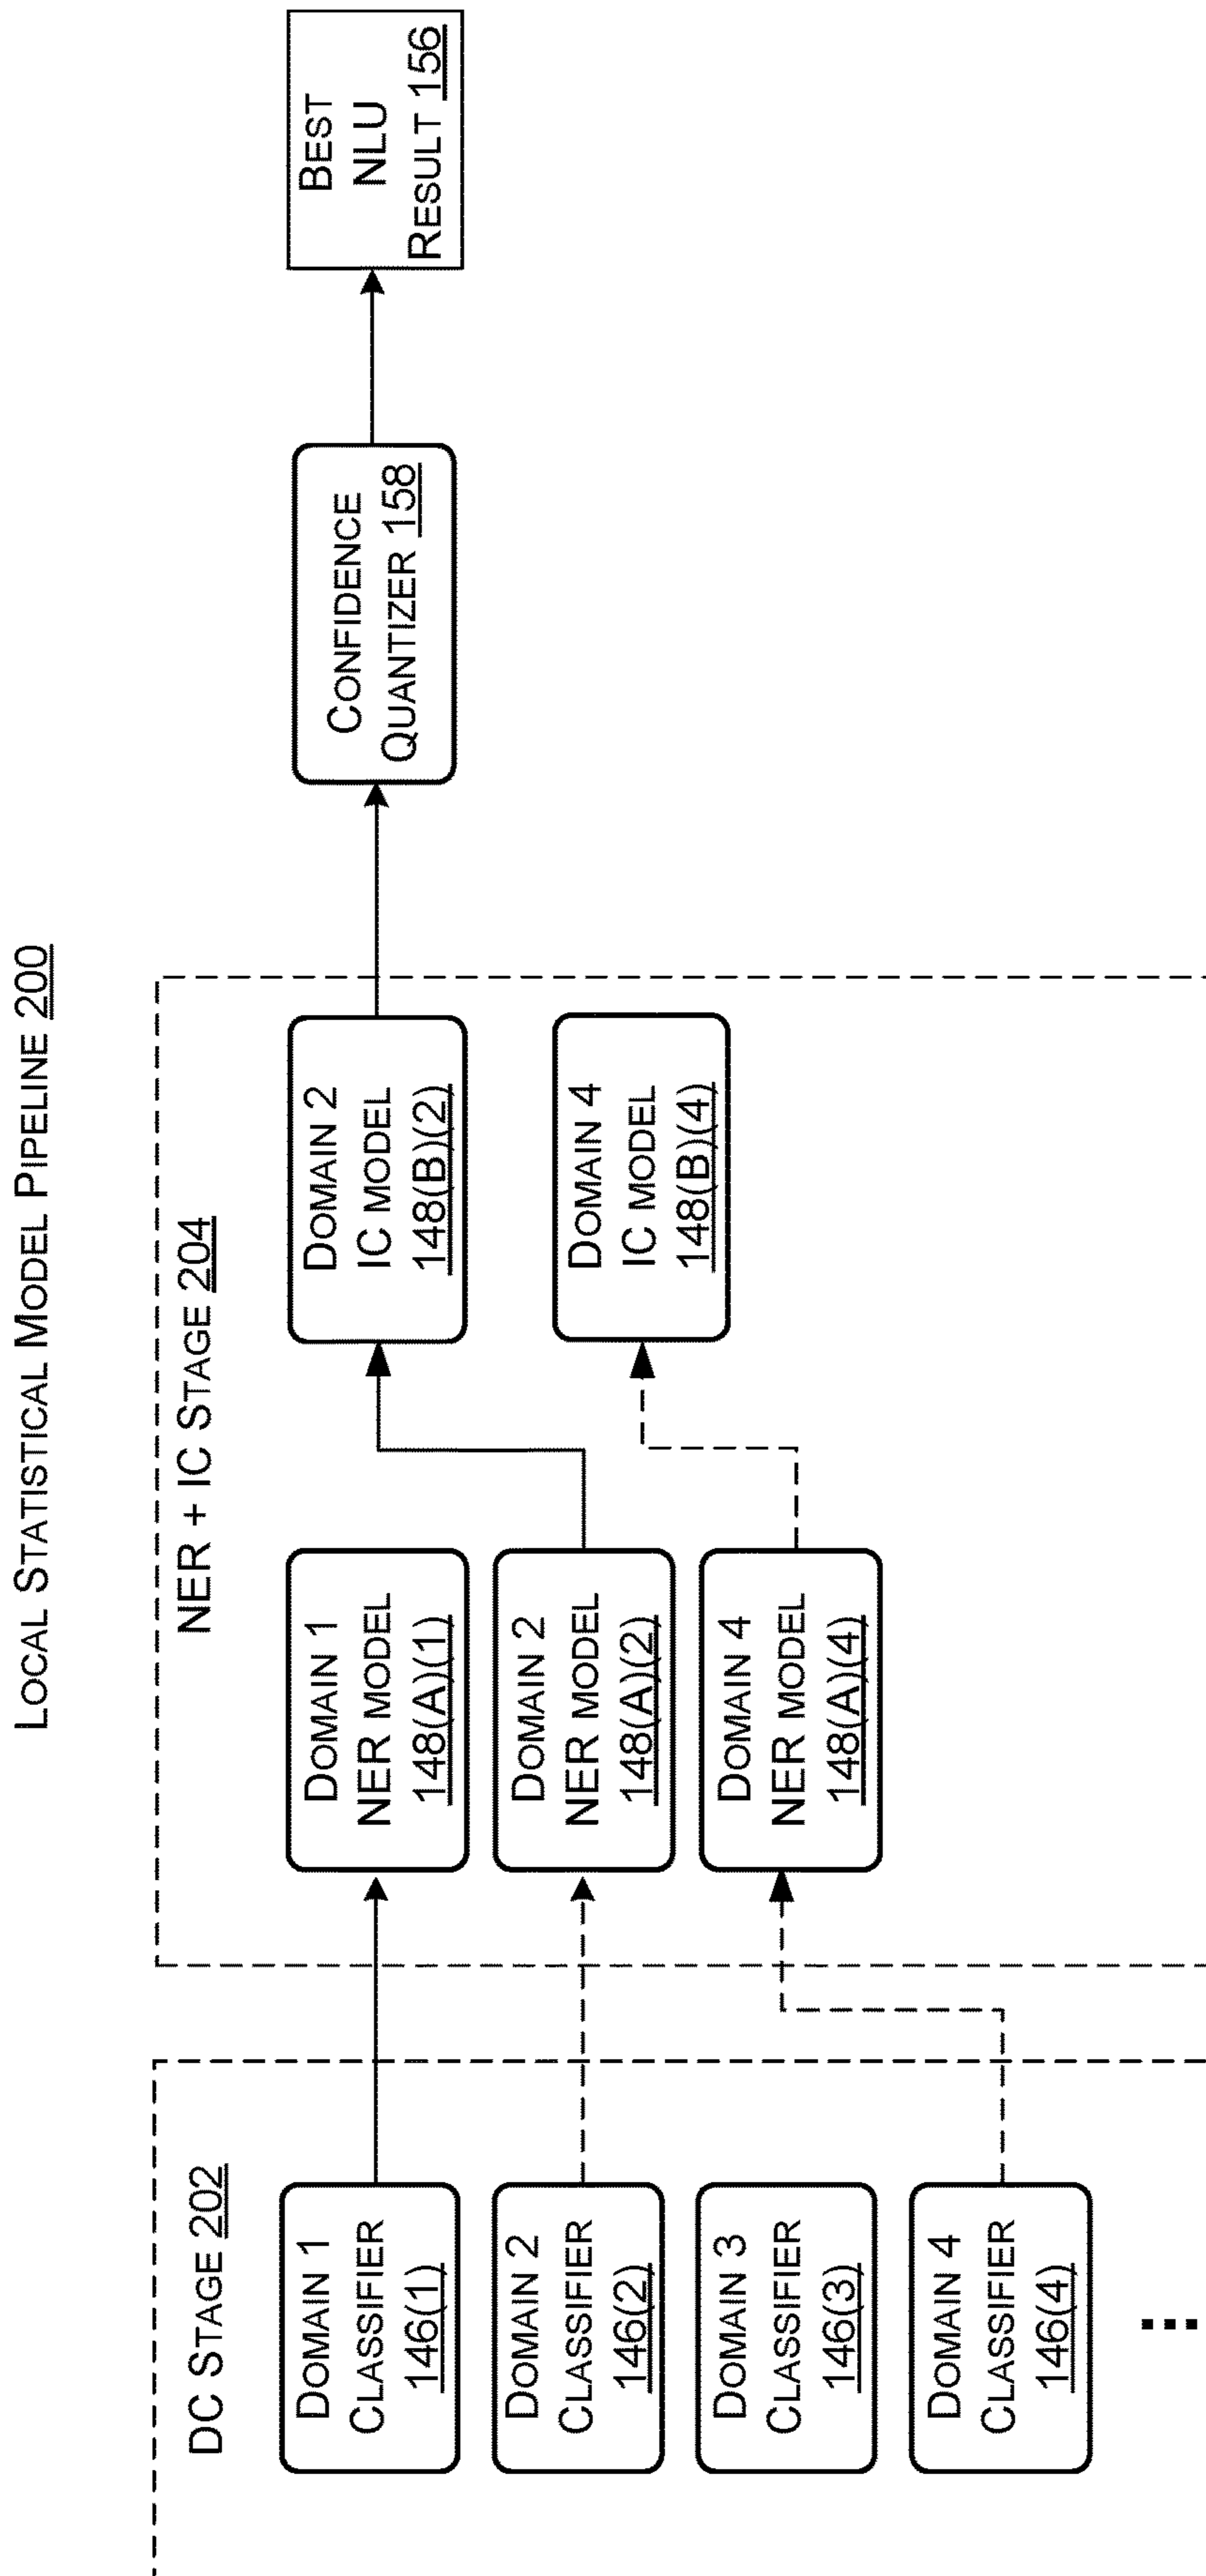 LOCAL STATISTICAL MODEL PIPELINE 200
DC STAGE 202
DOMAIN 1
CLASSIFIER
146(1)
DOMAIN 2
CLASSIFIER
146(2)
DOMAIN 3
CLASSIFIER
146(3)
DOMAIN 4
CLASSIFIER
146(4)
NER + IC STAGE 204
DOMAIN 1
NER MODEL
148(A)(1)
DOMAIN 2
NER MODEL
148(A)(2)
DOMAIN 4
NER MODEL
148(A)(4)
DOMAIN 2
IC MODEL
148(B)(2)
DOMAIN 4
IC MODEL
148(B)(4)
CONFIDENCE
QUANTIZER 158
BEST
NLU
RESULT 156